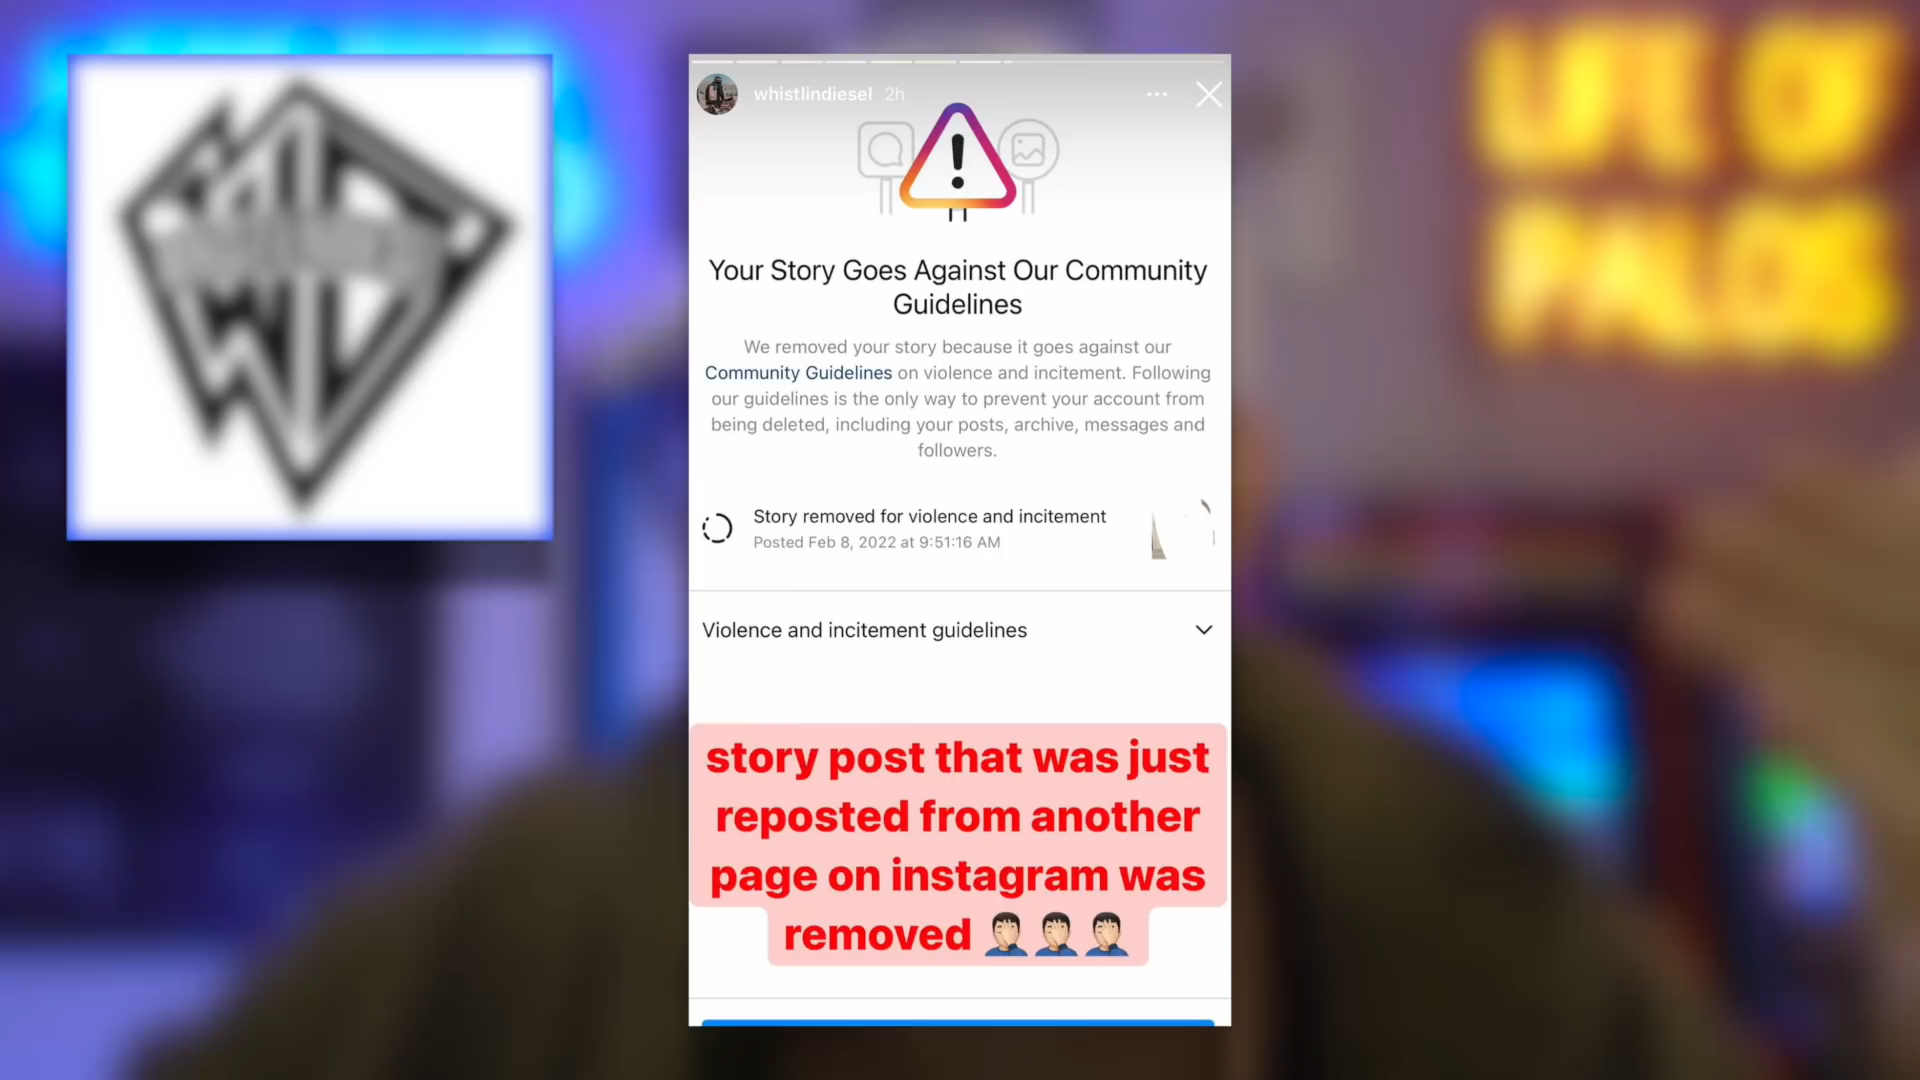 LIFE OF
PALOS
whistlindiesel 2h
Your Story Goes Against Our Community
Guidelines
We removed your story because it goes against our
Community Guidelines on violence and incitement. Following
our guidelines is the only way to prevent your account from
being deleted, including your posts, archive, messages and
followers.
Story removed for violence and incitement
Posted Feb 8, 2022 at 9:51:16 AM
Violence and incitement guidelines
story post that was just
reposted from another
page on instagram was
removed 🤦🏻‍♂️🤦🏻‍♂️🤦🏻‍♂️